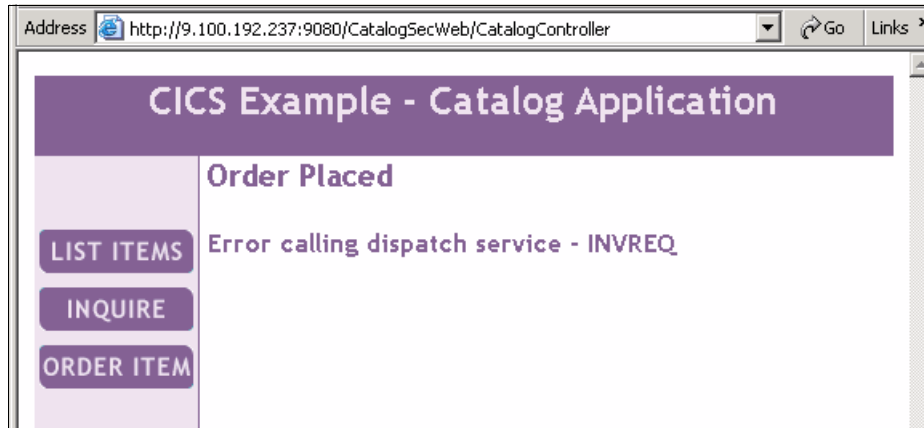 Address http://9.100.192.237:9080/CatalogSecWeb/CatalogController Go Links
CICS Example - Catalog Application
Order Placed
LIST ITEMS
Error calling dispatch service - INVREQ
INQUIRE
ORDER ITEM